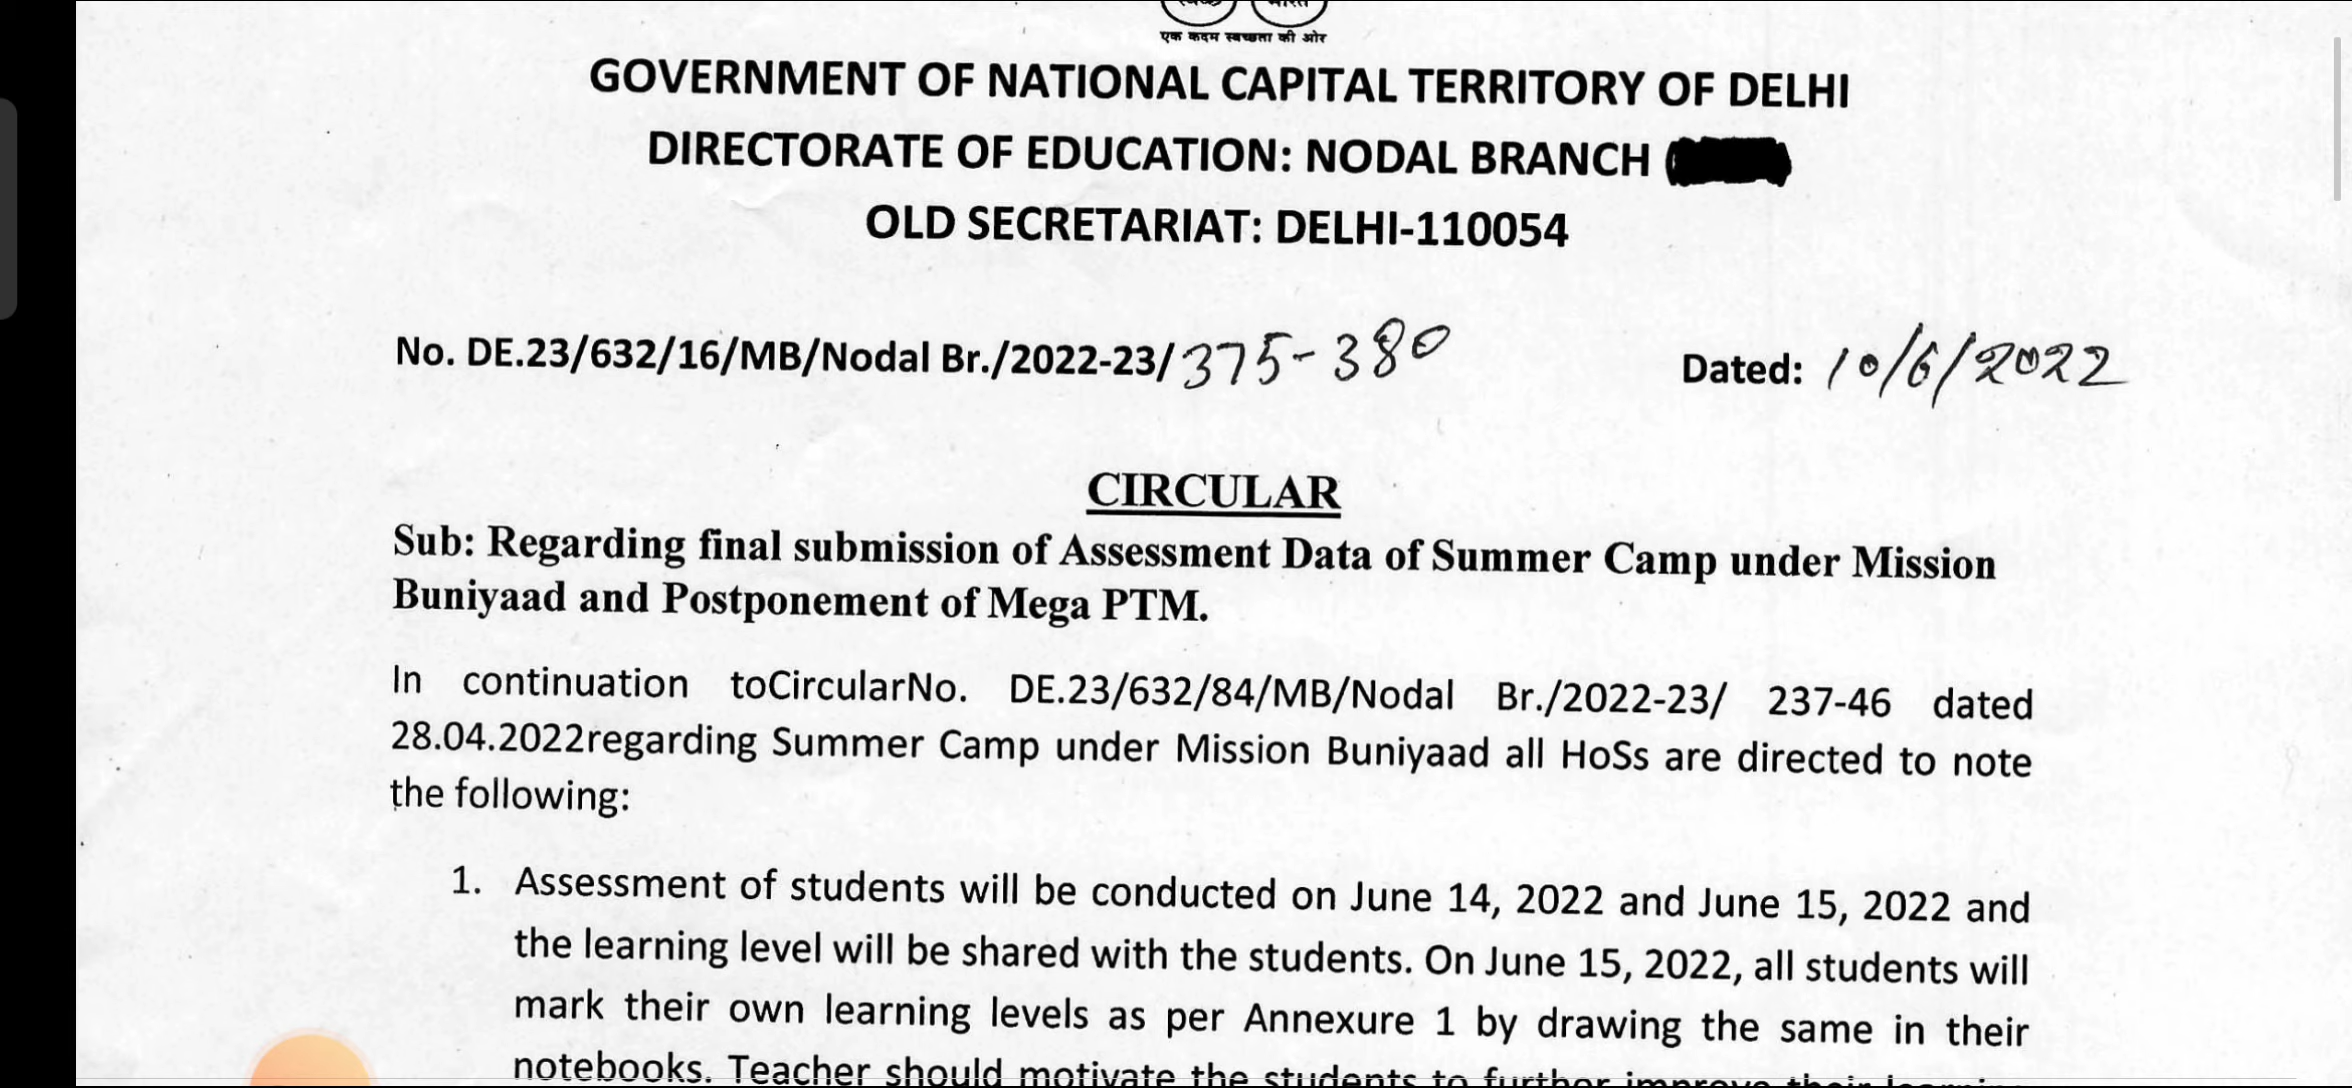 स्वच्छ भारत
एक कदम स्वच्छता की ओर
GOVERNMENT OF NATIONAL CAPITAL TERRITORY OF DELHI
DIRECTORATE OF EDUCATION: NODAL BRANCH
OLD SECRETARIAT: DELHI-110054
No. DE.23/632/16/MB/Nodal Br./2022-23/375-380 Dated: 10/6/2022
CIRCULAR
Sub: Regarding final submission of Assessment Data of Summer Camp under Mission
Buniyaad and Postponement of Mega PTM.
In continuation toCircularNo. DE.23/632/84/MB/Nodal Br./2022-23/ 237-46 dated
28.04.2022regarding Summer Camp under Mission Buniyaad all HoSs are directed to note
the following:
1. Assessment of students will be conducted on June 14, 2022 and June 15, 2022 and
the learning level will be shared with the students. On June 15, 2022, all students will
mark their own learning levels as per Annexure 1 by drawing the same in their
notebooks. Teacher should motivate the students to further improve their learning